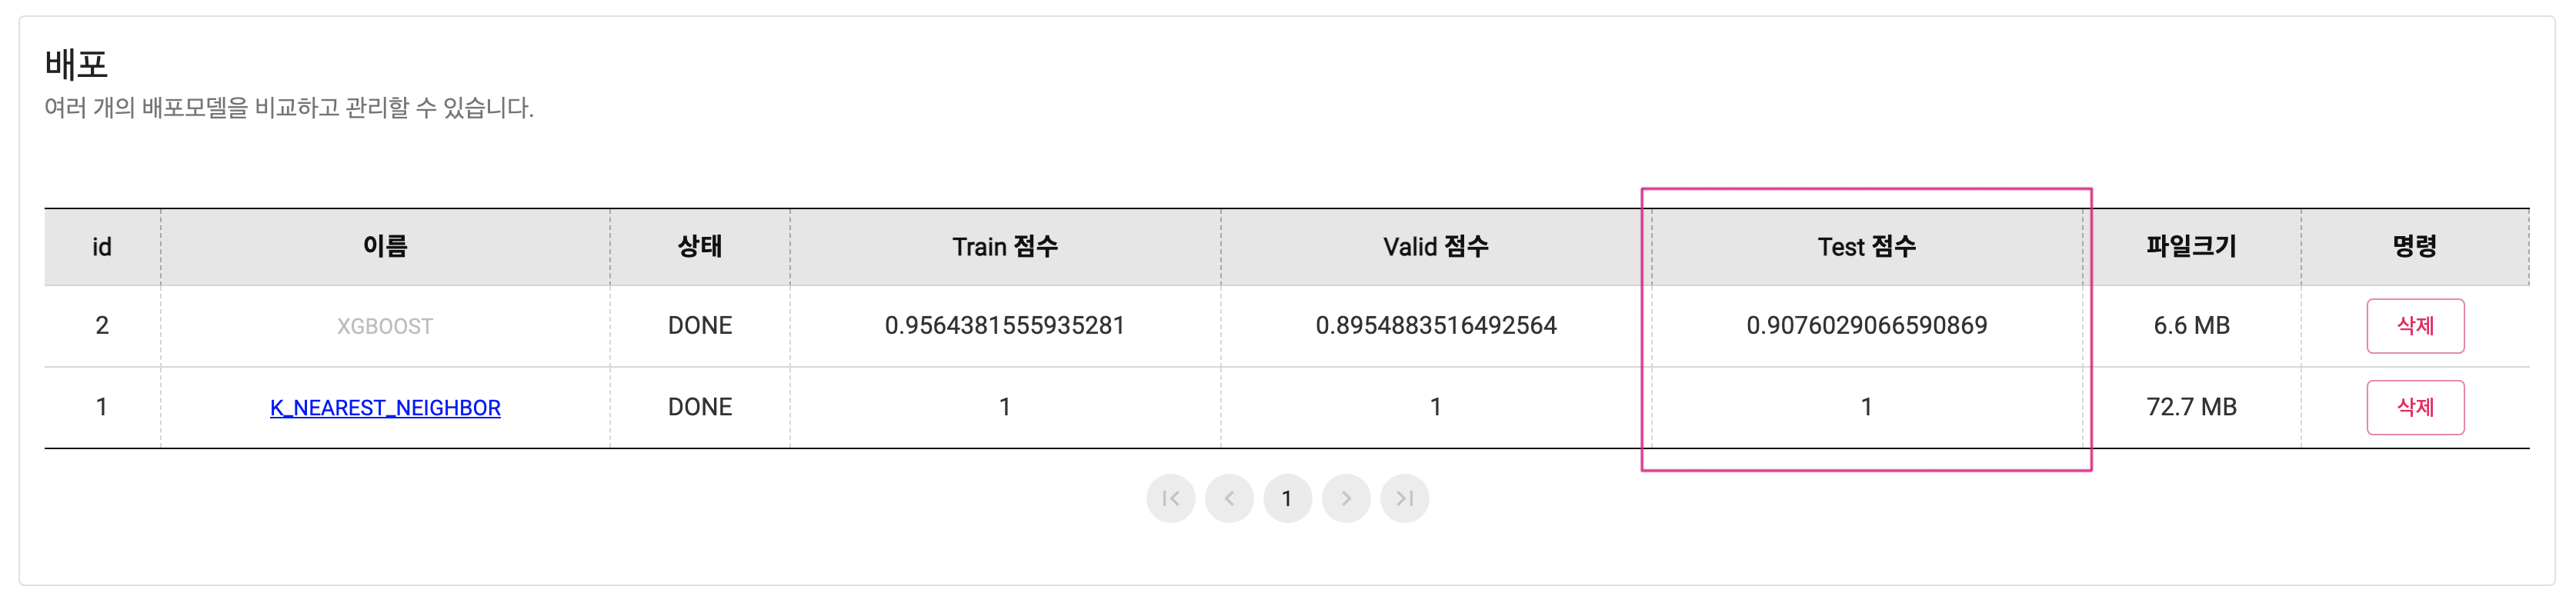 배포
여러 개의 배포모델을 비교하고 관리할 수 있습니다.
id 이름 상태 Train 점수 Valid 점수 Test 점수 파일크기 명령
2 XGBOOST DONE 0.9564381555935281 0.8954883516492564 0.9076029066590869 6.6 MB 삭제
1 K_NEAREST_NEIGHBOR DONE 1 1 1 72.7 MB 삭제
1